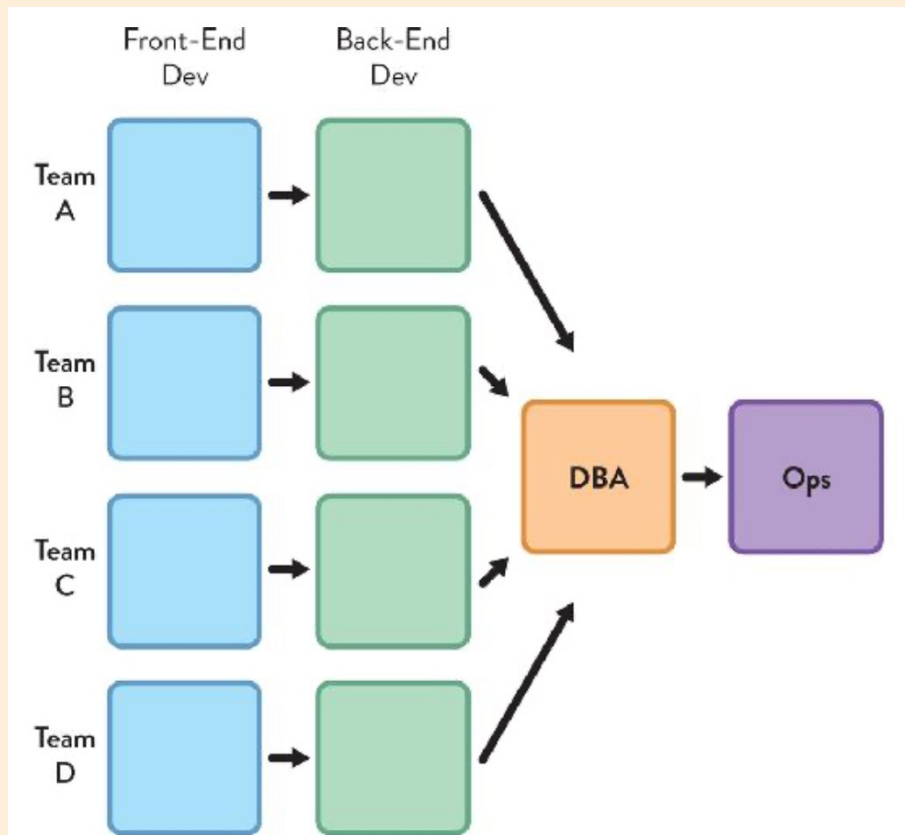 Front-End
Dev
Back-End
Dev
Team
A
Team
B
DBA
Ops
Team
C
Team
D